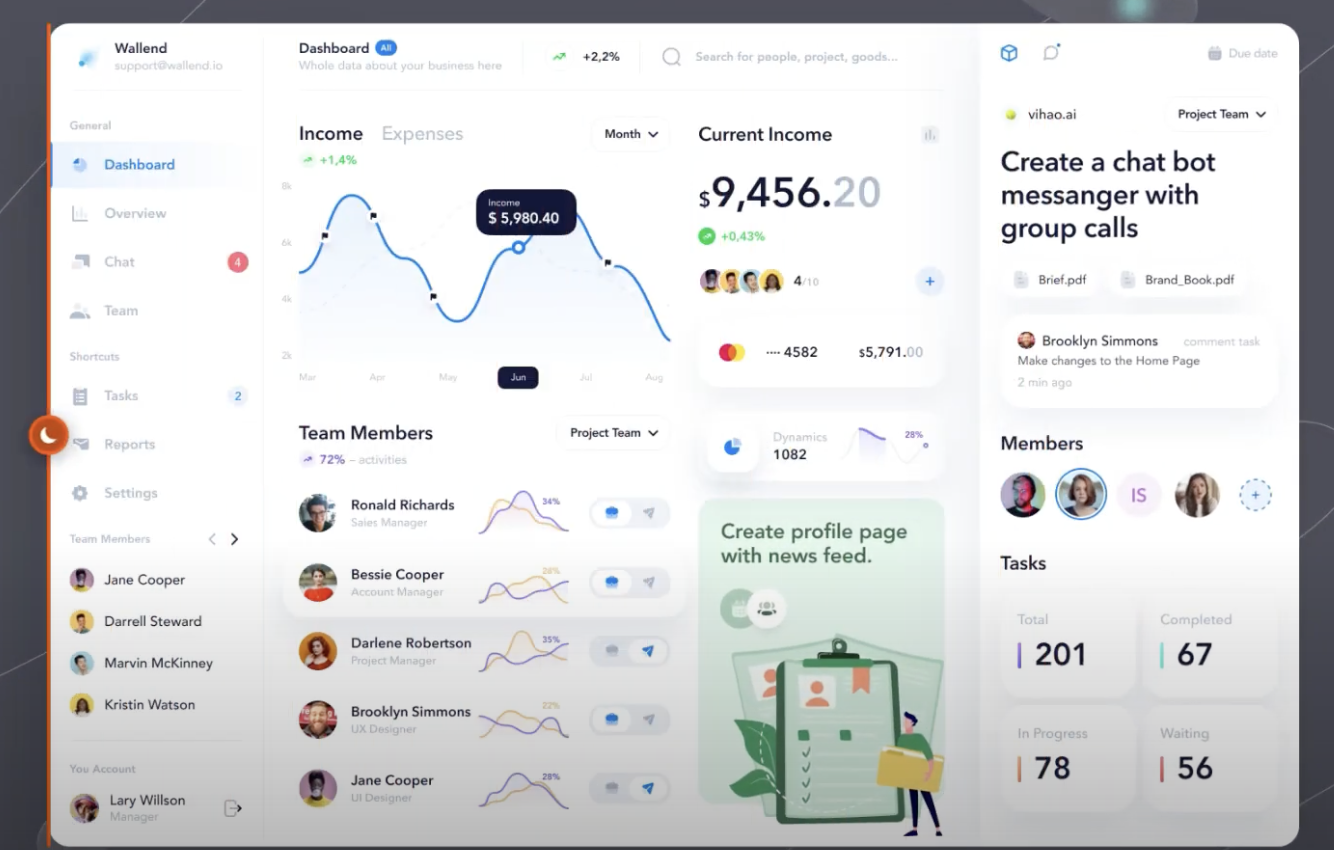 Wallend
support@wallend.io
General
Dashboard
Overview
Chat
4
Team
Shortcuts
Tasks
2
Reports
Settings
Team Members
Jane Cooper
Darrell Steward
Marvin McKinney
Kristin Watson
You Account
Lary Willson
Manager
Dashboard All
Whole data about your business here
+2,2%
Search for people, project, goods...
Income Expenses
Month
+1,4%
8k
6k
4k
2k
Income
$ 5,980.40
Mar Apr May Jun Jul Aug
Team Members
Project Team
72% – activities
Ronald Richards
Sales Manager
34%
Bessie Cooper
Account Manager
28%
Darlene Robertson
Project Manager
35%
Brooklyn Simmons
UX Designer
22%
Jane Cooper
UI Designer
28%
Current Income
$9,456.20
+0,43%
4/10
+
•••• 4582 $5,791.00
Dynamics
1082
28%
Create profile page
with news feed.
Due date
vihao.ai
Project Team
Create a chat bot
messanger with
group calls
Brief.pdf Brand_Book.pdf
Brooklyn Simmons comment task
Make changes to the Home Page
2 min ago
Members
IS
+
Tasks
Total
201
Completed
67
In Progress
78
Waiting
56